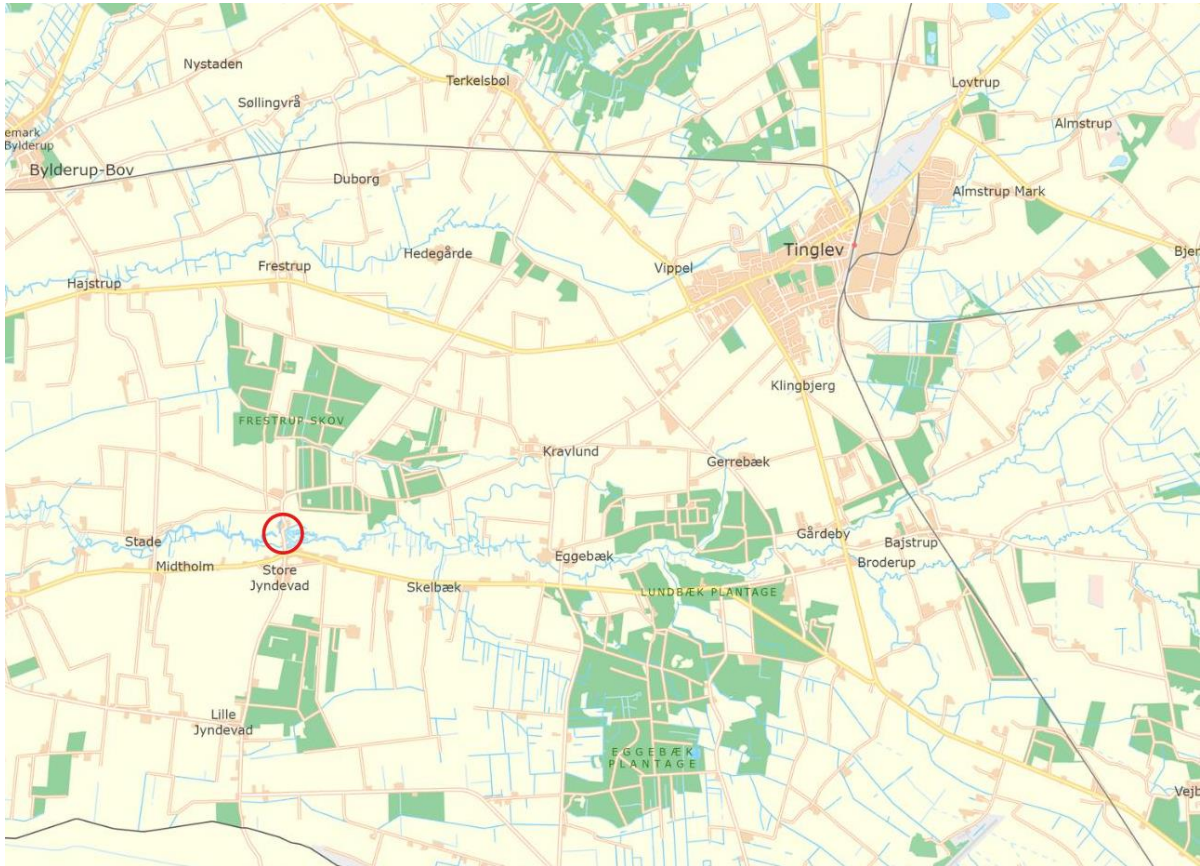 Nystaden
Terkelsbøl
Lovtrup
Søllingvrå
Almstrup
emark
Bylderup
Bylderup-Bov
Duborg
Almstrup Mark
Tinglev
Hedegårde
Bjer
Frestrup
Vippel
Hajstrup
Klingbjerg
FRESTRUP SKOV
Kravlund
Gerrebæk
Gårdeby
Stade
Bajstrup
Eggebæk
Midtholm
Store
Jyndevad
Broderup
Skelbæk
LUNDBÆK PLANTAGE
Lille
Jyndevad
EGGEBÆK
PLANTAGE
Vejb